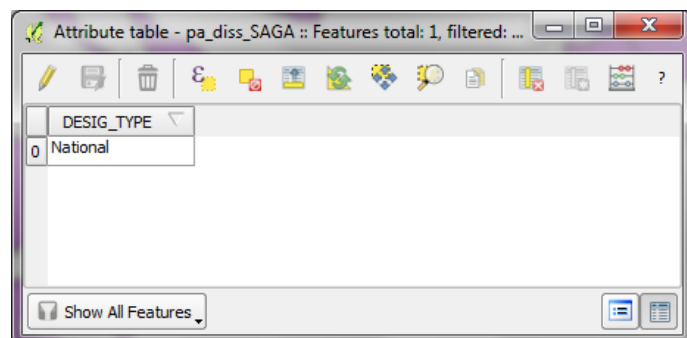 Attribute table - pa_diss_SAGA :: Features total: 1, filtered: ...
ε
?
DESIG_TYPE
0 National
Show All Features